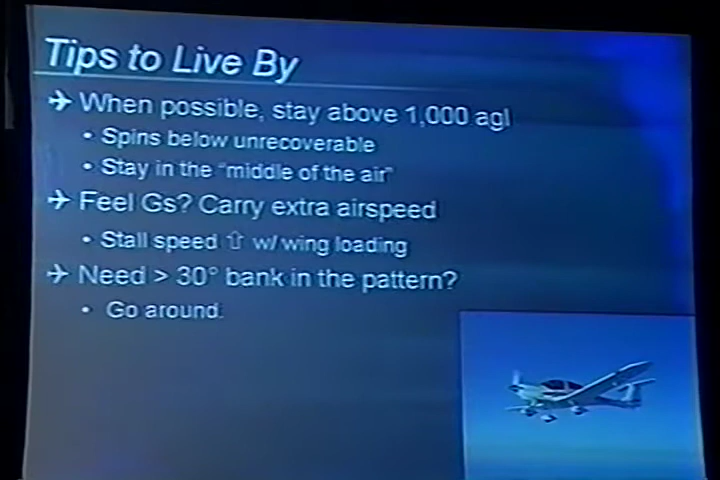 Tips to Live By
When possible, stay above 1,000 agl
• Spins below unrecoverable
• Stay in the "middle of the air"
Feel Gs? Carry extra airspeed
• Stall speed ⇧ w/ wing loading
Need > 30° bank in the pattern?
• Go around.